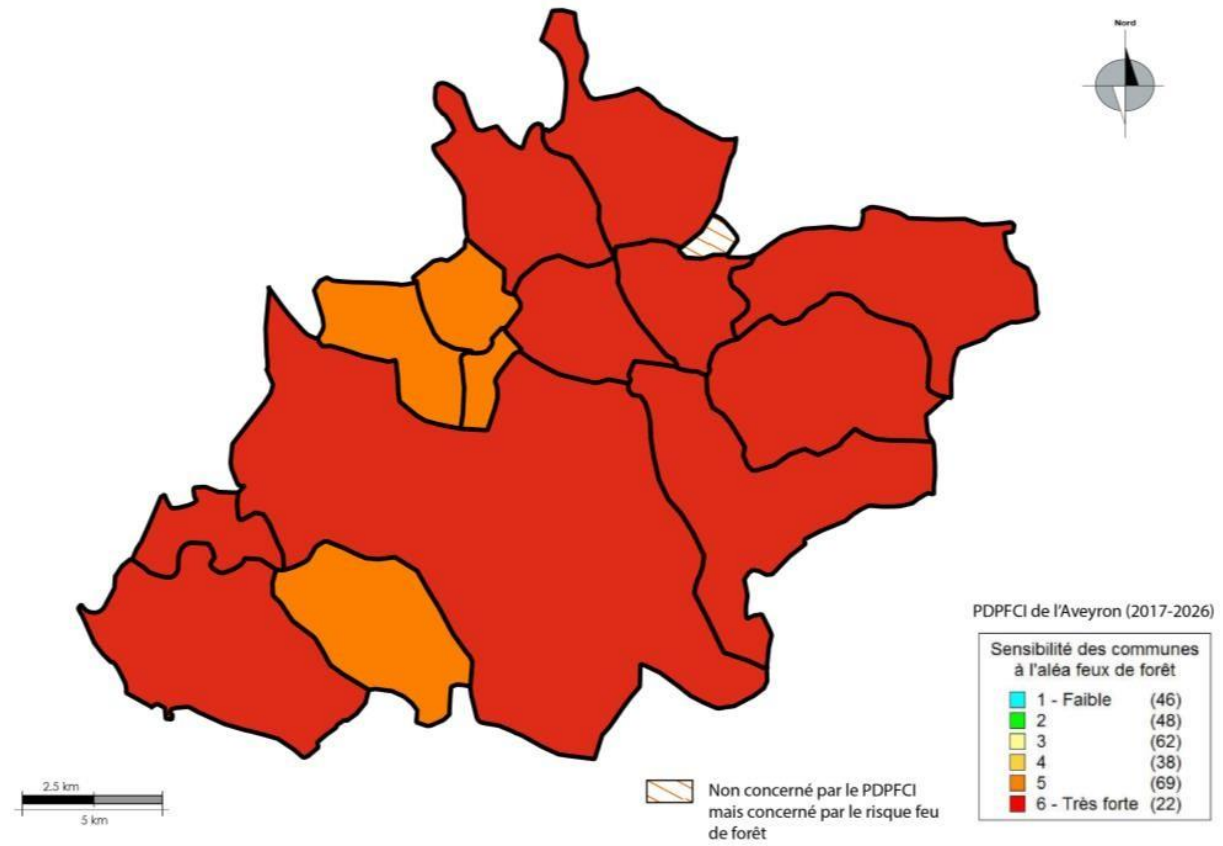 Nord
PDPFCI de l'Aveyron (2017-2026)
Sensibilité des communes
à l'aléa feux de forêt
1 - Faible (46)
2 (48)
3 (62)
4 (38)
5 (69)
6 - Très forte (22)
2.5 km
5 km
Non concerné par le PDPFCI
mais concerné par le risque feu
de forêt